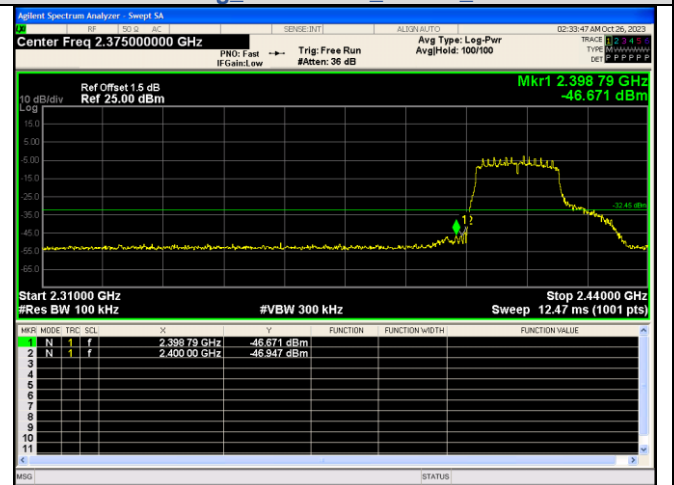 Agilent Spectrum Analyzer - Swept SA
RF 50 Ω AC SENSE:INT ALIGN AUTO 02:33:47 AM Oct 26, 2023
Center Freq 2.375000000 GHz
PNO: Fast Trig: Free Run
IFGain:Low #Atten: 36 dB
Avg Type: Log-Pwr
Avg|Hold: 100/100
TRACE 1 2 3 4 5 6
TYPE M
DET P P P P P P
Mkr1 2.398 79 GHz
-46.671 dBm
Ref Offset 1.5 dB
10 dB/div Ref 25.00 dBm
Log
15.0
5.00
-5.00
-15.0
-25.0
-32.46 dBm
-35.0
1 2
-45.0
-55.0
-65.0
Start 2.31000 GHz Stop 2.44000 GHz
#Res BW 100 kHz #VBW 300 kHz Sweep 12.47 ms (1001 pts)
MKR MODE TRC SCL X Y FUNCTION FUNCTION WIDTH FUNCTION VALUE
1 N 1 f 2.398 79 GHz -46.671 dBm
2 N 1 f 2.400 00 GHz -46.947 dBm
3
4
5
6
7
8
9
10
11
MSG STATUS